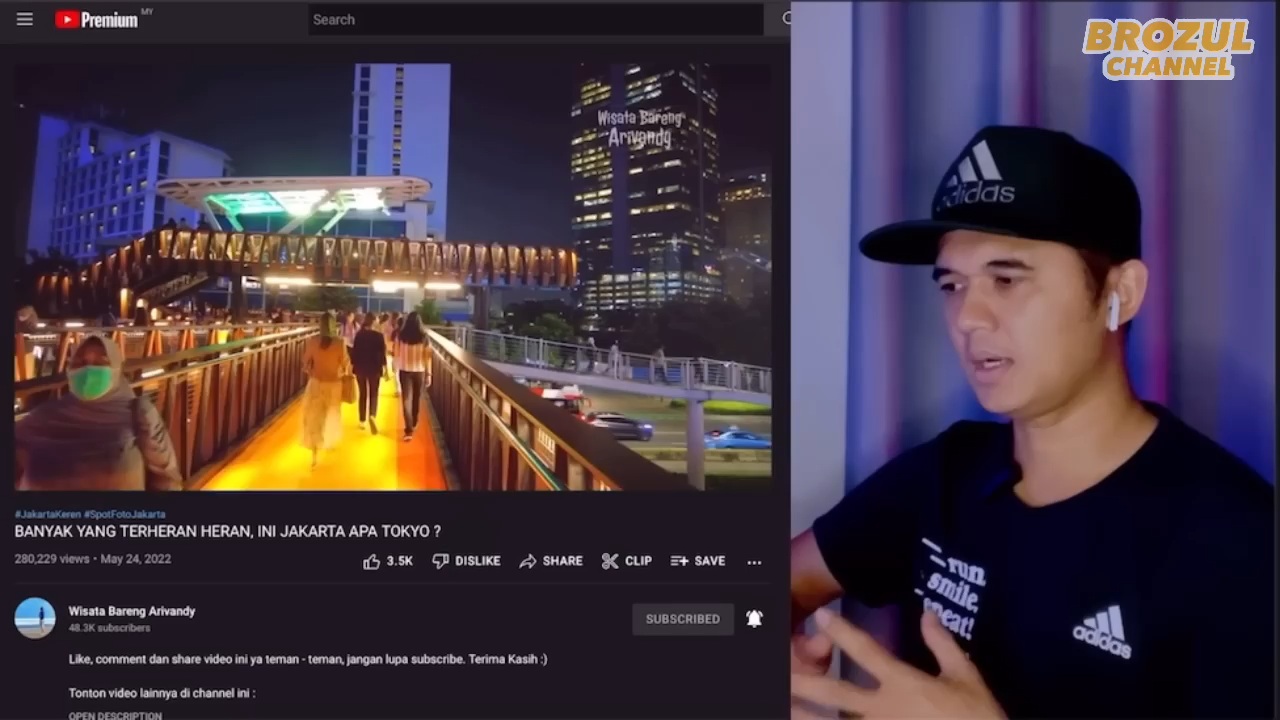 Premium MY
Search
BROZUL
CHANNEL
Wisata Bareng
Arivandy
adidas
#JakartaKeren #SpotFotoJakarta
BANYAK YANG TERHERAN HERAN, INI JAKARTA APA TOKYO ?
280,229 views • May 24, 2022
3.5K
DISLIKE
SHARE
CLIP
SAVE
run,
smile,
repeat!
adidas
Wisata Bareng Arivandy
48.3K subscribers
SUBSCRIBED
Like, comment dan share video ini ya teman - teman, jangan lupa subscribe. Terima Kasih :)
Tonton video lainnya di channel ini :
OPEN DESCRIPTION